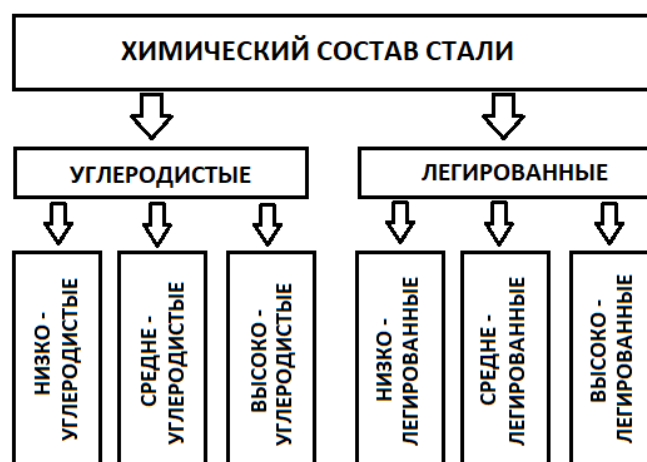 ХИМИЧЕСКИЙ СОСТАВ СТАЛИ
УГЛЕРОДИСТЫЕ
ЛЕГИРОВАННЫЕ
НИЗКО -
УГЛЕРОДИСТЫЕ
СРЕДНЕ -
УГЛЕРОДИСТЫЕ
ВЫСОКО -
УГЛЕРОДИСТЫЕ
НИЗКО -
ЛЕГИРОВАННЫЕ
СРЕДНЕ -
ЛЕГИРОВАННЫЕ
ВЫСОКО -
ЛЕГИРОВАННЫЕ